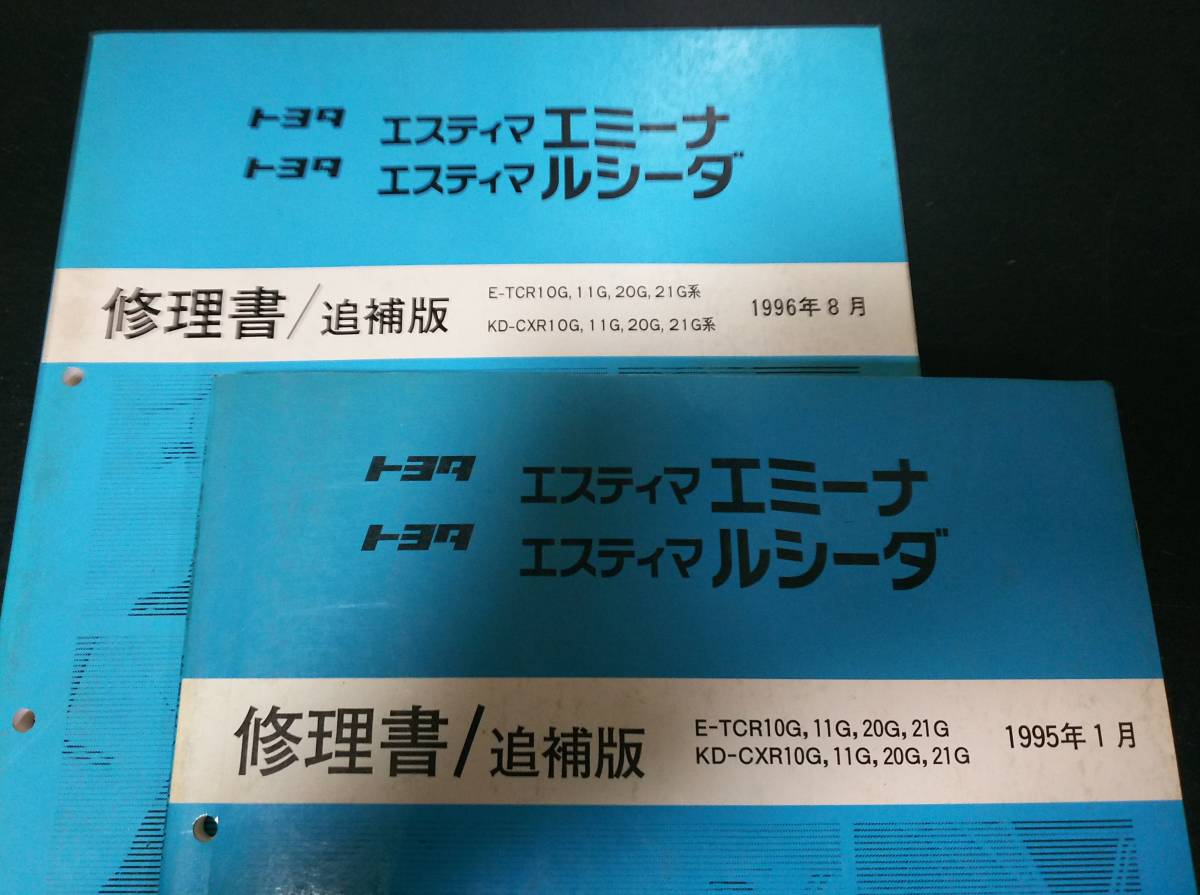 トヨタ エスティマ エミーナ
トヨタ エスティマ ルシーダ
修理書/追補版
E-TCR10G, 11G, 20G, 21G系
KD-CXR10G, 11G, 20G, 21G系
1996年8月
トヨタ エスティマ エミーナ
トヨタ エスティマ ルシーダ
修理書/追補版
E-TCR10G, 11G, 20G, 21G
KD-CXR10G, 11G, 20G, 21G
1995年1月